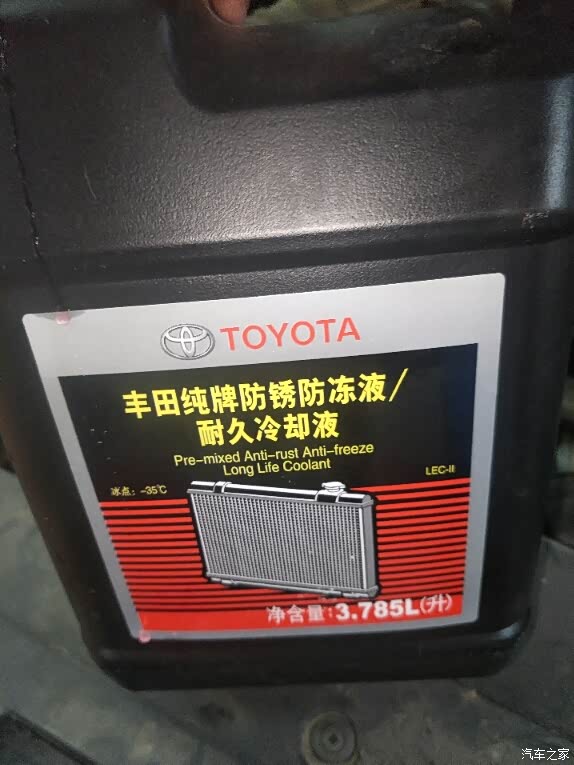 TOYOTA
丰田纯牌防锈防冻液/
耐久冷却液
Pre-mixed Anti-rust Anti-freeze
Long Life Coolant
LEC-II
冰点：-35℃
净含量:3.785L(升)
汽车之家